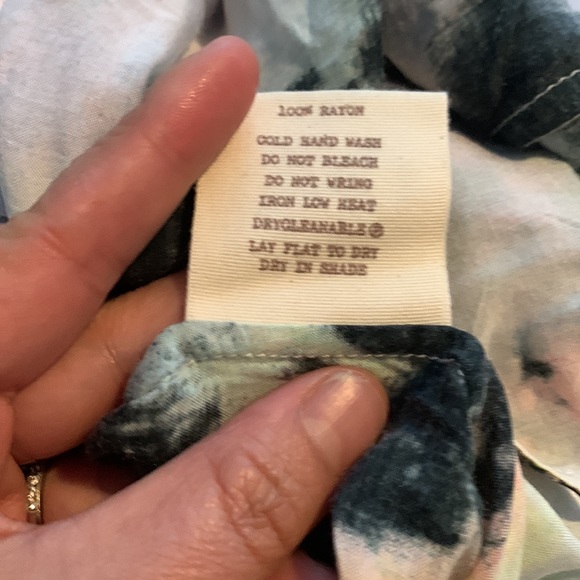 100% RAYON
COLD HAND WASH
DO NOT BLEACH
DO NOT WRING
IRON LOW HEAT
DRYCLEANABLE Ⓟ
LAY FLAT TO DRY
DRY IN SHADE